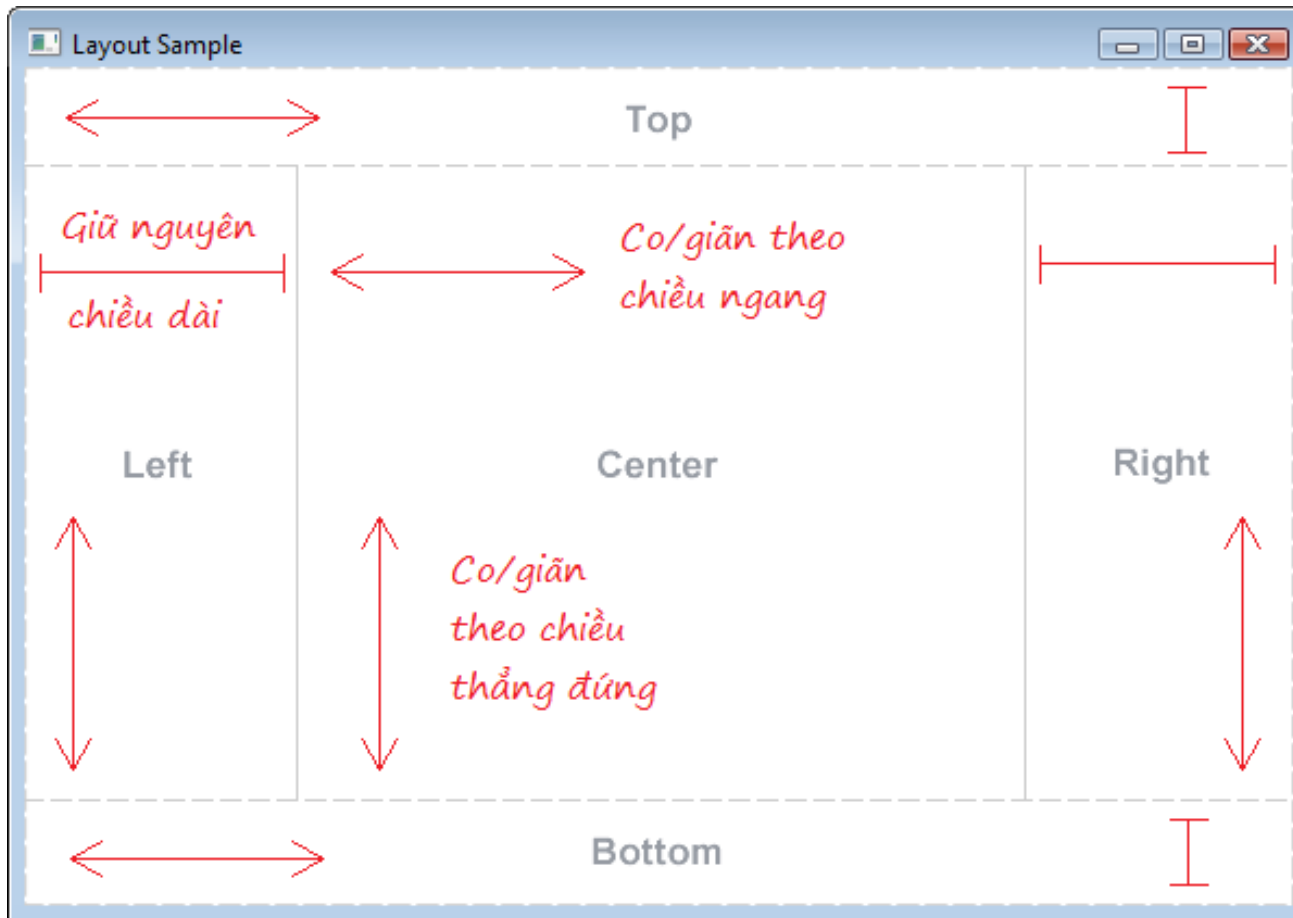 Layout Sample
Top
Giữ nguyên
chiều dài
Co/giãn theo
chiều ngang
Left
Center
Right
Co/giãn
theo chiều
thẳng đứng
Bottom